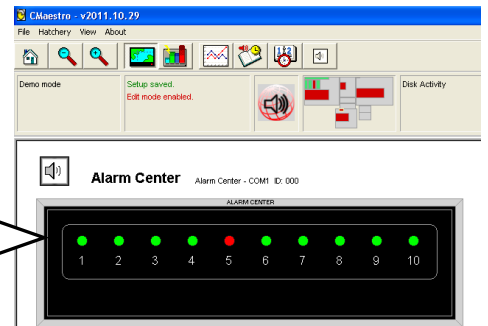 CMaestro - v2011.10.29
File Hatchery View About
Demo mode
Setup saved.
Edit mode enabled.
Disk Activity
Alarm Center Alarm Center - COM1 ID: 000
ALARM CENTER
1 2 3 4 5 6 7 8 9 10